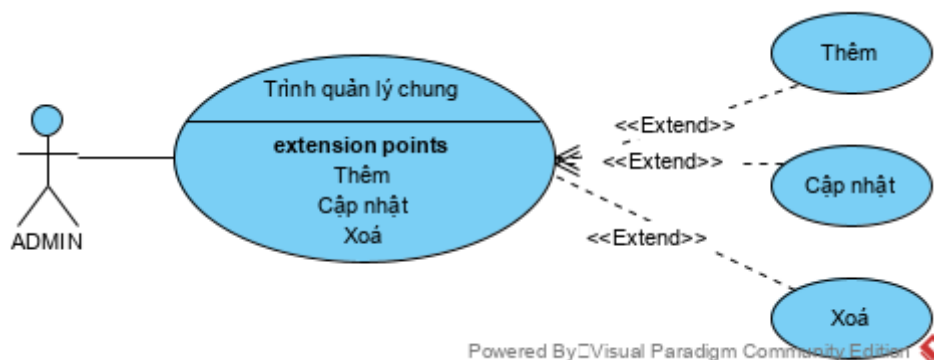 Thêm
Trình quản lý chung
<<Extend>>
extension points
<<Extend>>
Thêm
Cập nhật
Cập nhật
Xoá
<<Extend>>
ADMIN
Xoá
Powered By□Visual Paradigm Community Edition